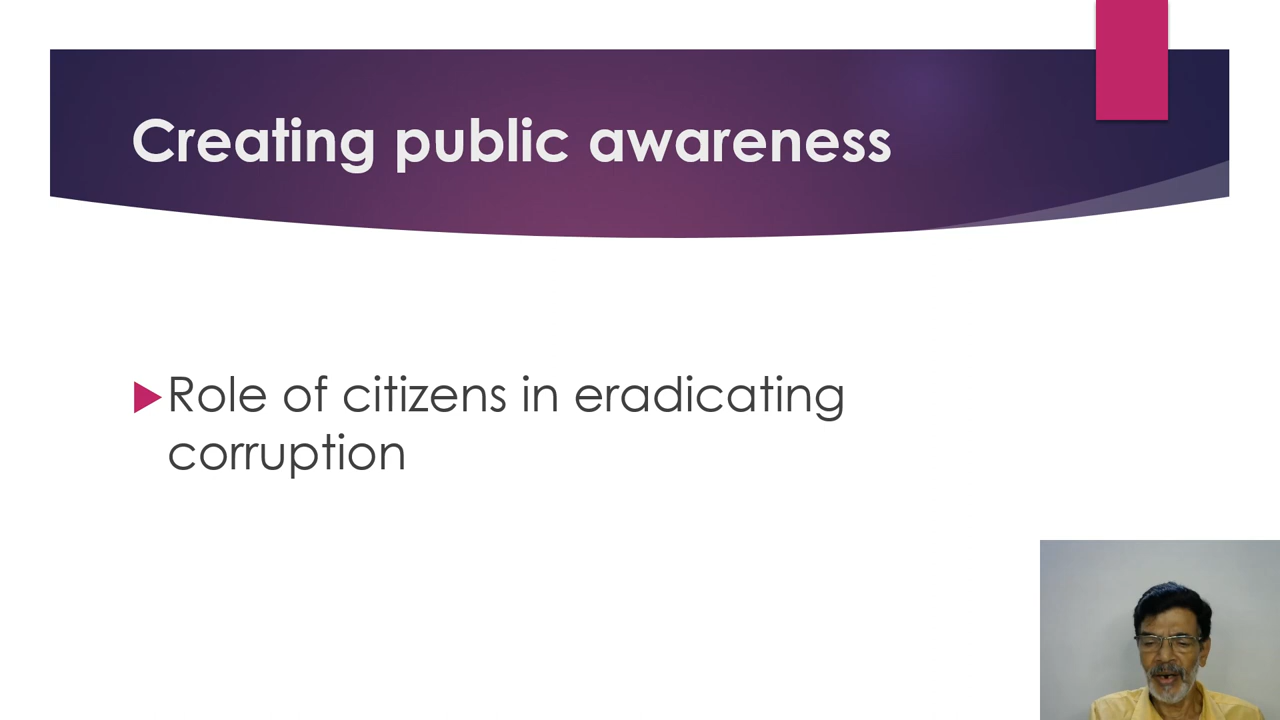 Creating public awareness
Role of citizens in eradicating
corruption